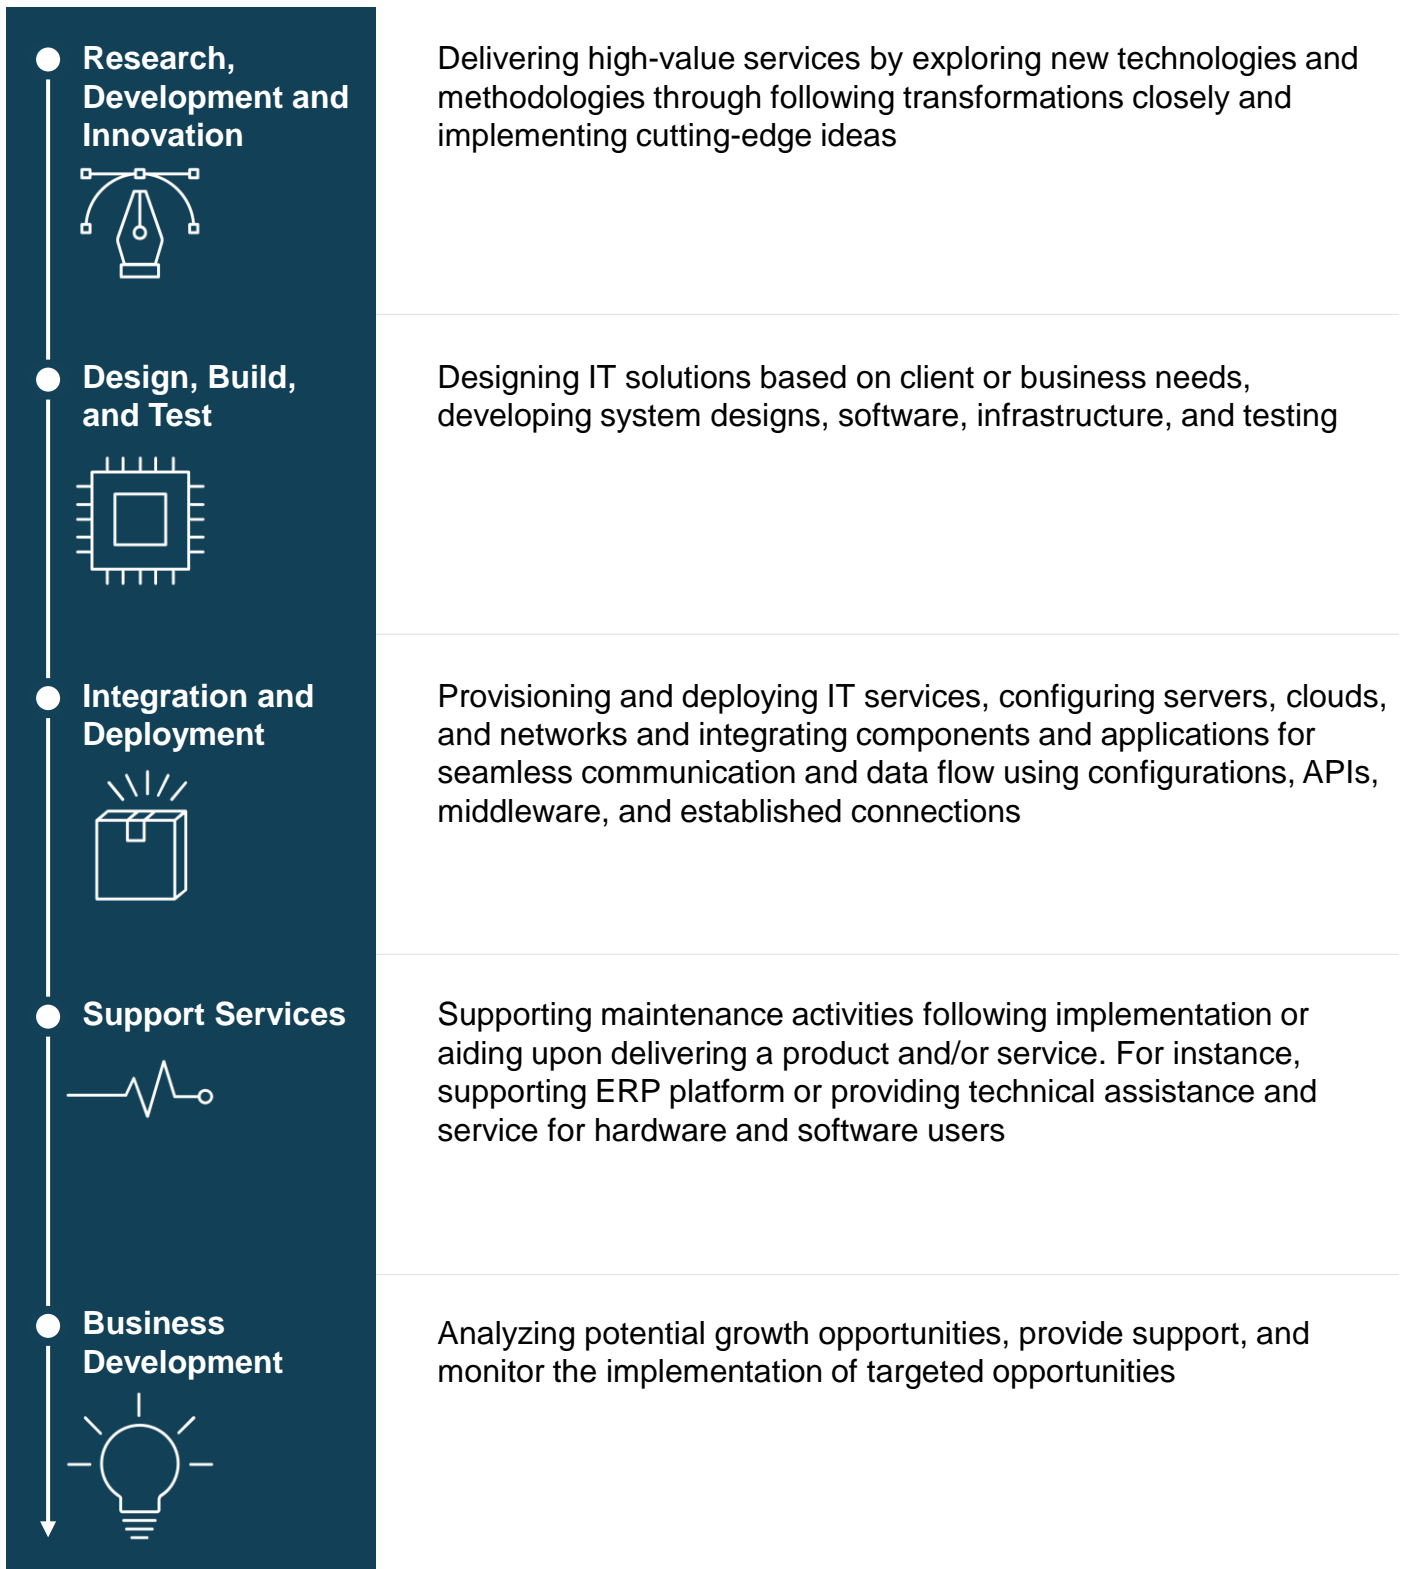 Research,
Development and
Innovation
Delivering high-value services by exploring new technologies and
methodologies through following transformations closely and
implementing cutting-edge ideas
Design, Build,
and Test
Designing IT solutions based on client or business needs,
developing system designs, software, infrastructure, and testing
Integration and
Deployment
Provisioning and deploying IT services, configuring servers, clouds,
and networks and integrating components and applications for
seamless communication and data flow using configurations, APIs,
middleware, and established connections
Support Services
Supporting maintenance activities following implementation or
aiding upon delivering a product and/or service. For instance,
supporting ERP platform or providing technical assistance and
service for hardware and software users
Business
Development
Analyzing potential growth opportunities, provide support, and
monitor the implementation of targeted opportunities